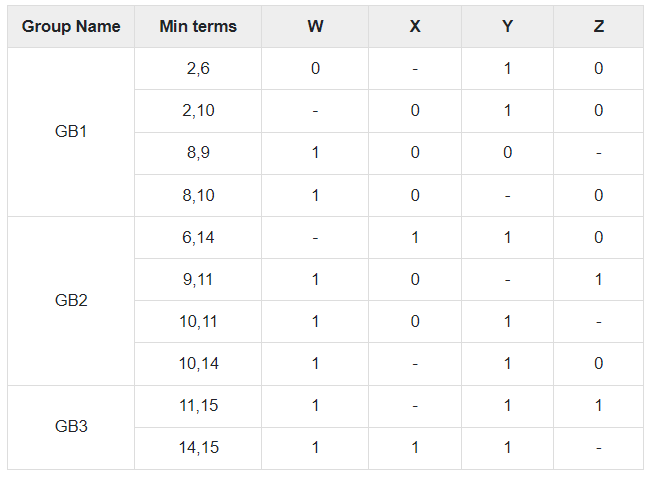 Group Name Min terms W X Y Z
GB1
2,6 0 - 1 0
2,10 - 0 1 0
8,9 1 0 0 -
8,10 1 0 - 0
GB2
6,14 - 1 1 0
9,11 1 0 - 1
10,11 1 0 1 -
10,14 1 - 1 0
GB3
11,15 1 - 1 1
14,15 1 1 1 -